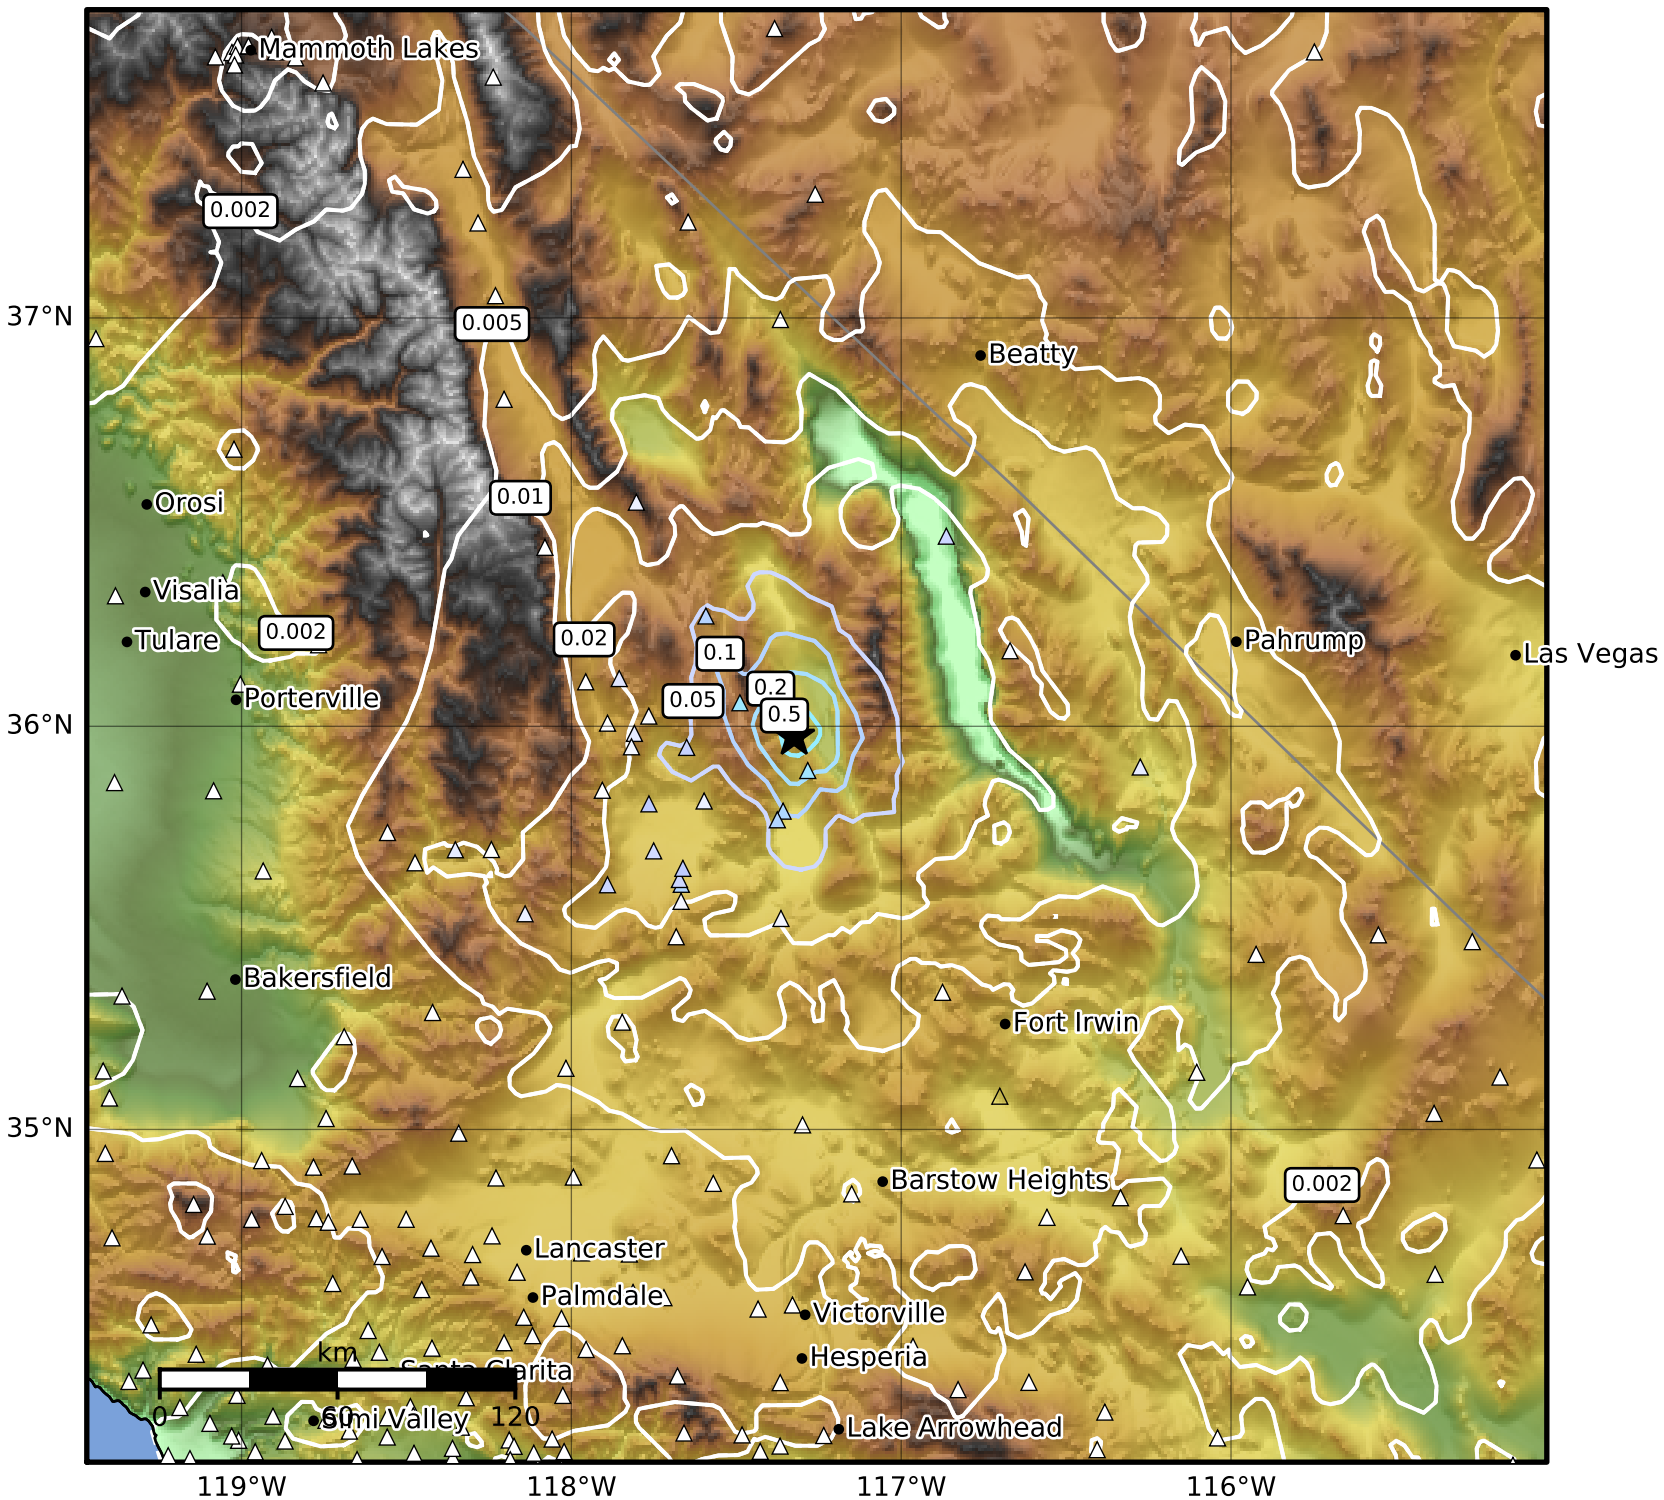 Mammoth Lakes
0.002
37°N
0.005
Beatty
0.01
Orosi
Visalia
0.002
0.02
Tulare
0.1
Pahrump
Las Vegas
Porterville
0.05
0.2
0.5
36°N
Bakersfield
Fort Irwin
35°N
Barstow Heights
0.002
Lancaster
Palmdale
Victorville
km
Hesperia
Santa Clarita
0
60
120
Simi Valley
Lake Arrowhead
119°W
118°W
117°W
116°W